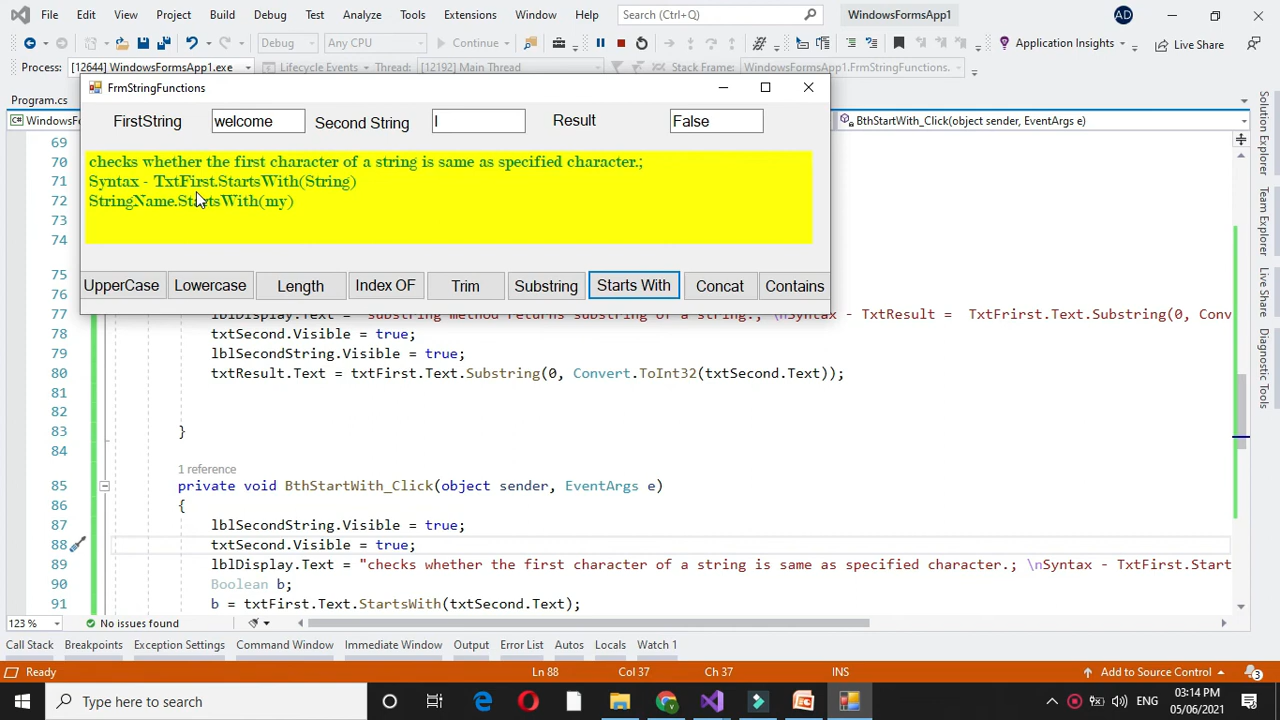 File Edit View Project Build Debug Test Analyze Tools Extensions Window Help Search (Ctrl+Q) WindowsFormsApp1 AD
Debug Any CPU Continue Application Insights Live Share
Process: [12644] WindowsFormsApp1.exe Lifecycle Events Thread: [12192] Main Thread Stack Frame: WindowsFormsApp1.FrmStringFunctions.
FrmStringFunctions
Program.cs
WindowsFo
BthStartWith_Click(object sender, EventArgs e)
FirstString welcome Second String l Result False
checks whether the first character of a string is same as specified character.;
Syntax - TxtFirst.StartsWith(String)
StringName.StartsWith(my)
UpperCase Lowercase Length Index OF Trim Substring Starts With Concat Contains
69
70
71
72
73
74
75
76
77 lblDisplay.Text = "substring method returns substring of a string.; \nSyntax - TxtResult = TxtFrirst.Text.Substring(0, Conv
78 txtSecond.Visible = true;
79 lblSecondString.Visible = true;
80 txtResult.Text = txtFirst.Text.Substring(0, Convert.ToInt32(txtSecond.Text));
81
82
83 }
84
1 reference
85 private void BthStartWith_Click(object sender, EventArgs e)
86 {
87 lblSecondString.Visible = true;
88 txtSecond.Visible = true;
89 lblDisplay.Text = "checks whether the first character of a string is same as specified character.; \nSyntax - TxtFirst.Start
90 Boolean b;
91 b = txtFirst.Text.StartsWith(txtSecond.Text);
Solution Explorer
Team Explorer
Live Share
Diagnostic Tools
123 % No issues found Ln 88 Col 37 Ch 37 INS
Call Stack Breakpoints Exception Settings Command Window Immediate Window Output Error List Autos Locals Watch 1
Ready Add to Source Control 3
Type here to search
ENG 03:14 PM
05/06/2021